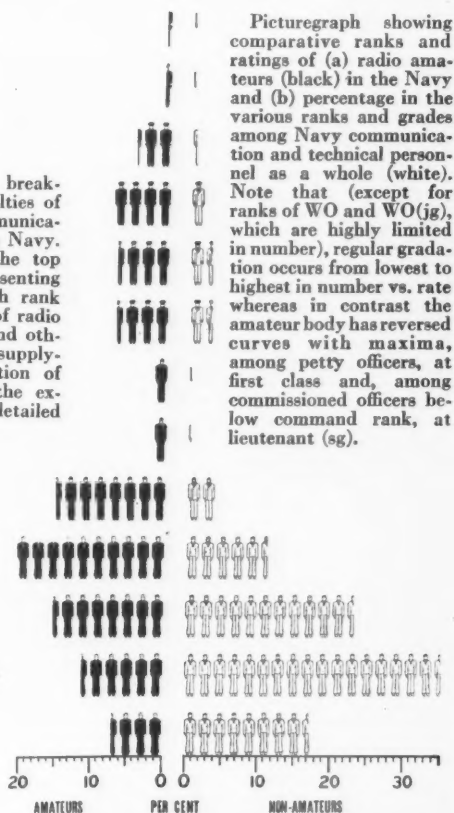 Picturegraph showing
comparative ranks and
ratings of (a) radio ama-
teurs (black) in the Navy
and (b) percentage in the
various ranks and grades
among Navy communica-
tion and technical person-
nel as a whole (white).
Note that (except for
ranks of WO and WO(jg),
which are highly limited
in number), regular grada-
tion occurs from lowest to
highest in number vs. rate
whereas in contrast the
amateur body has reversed
curves with maxima,
among petty officers, at
first class and, among
commissioned officers be-
low command rank, at
lieutenant (sg).
break-
lties of
munica-
Navy.
he top
senting
h rank
of radio
nd oth-
supply-
tion of
the ex-
detailed
20 10 0 0 10 20 30
AMATEURS PER CENT NON-AMATEURS